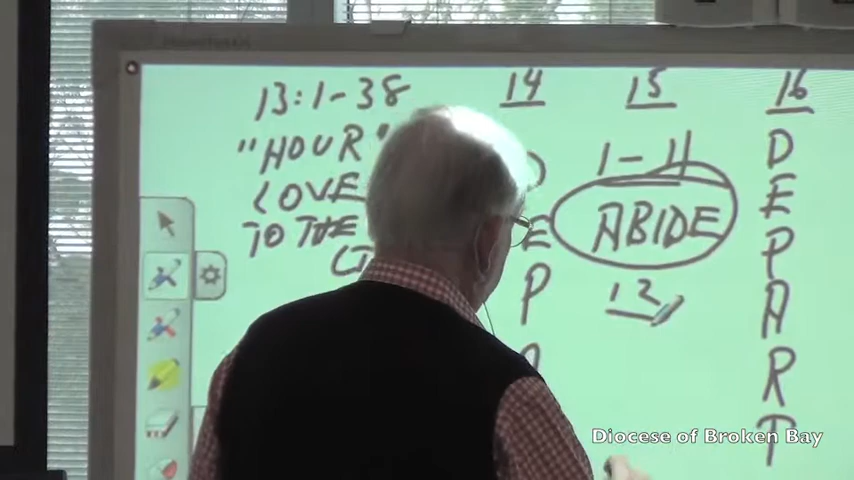 13:1-38
"HOUR"
LOVE
TO THE
14
D
E
P
15
1-11
ABIDE
12
16
D
E
P
A
R
T
Diocese of Broken Bay